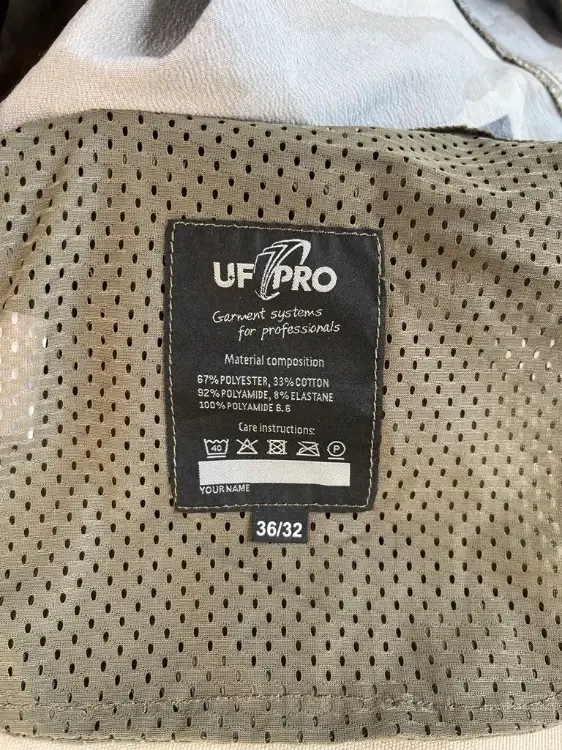 UF PRO
Garment systems
for professionals
Material composition
67% POLYESTER, 33% COTTON
92% POLYAMIDE, 8% ELASTANE
100% POLYAMIDE 6.6
Care instructions:
40 P
YOUR NAME
36/32